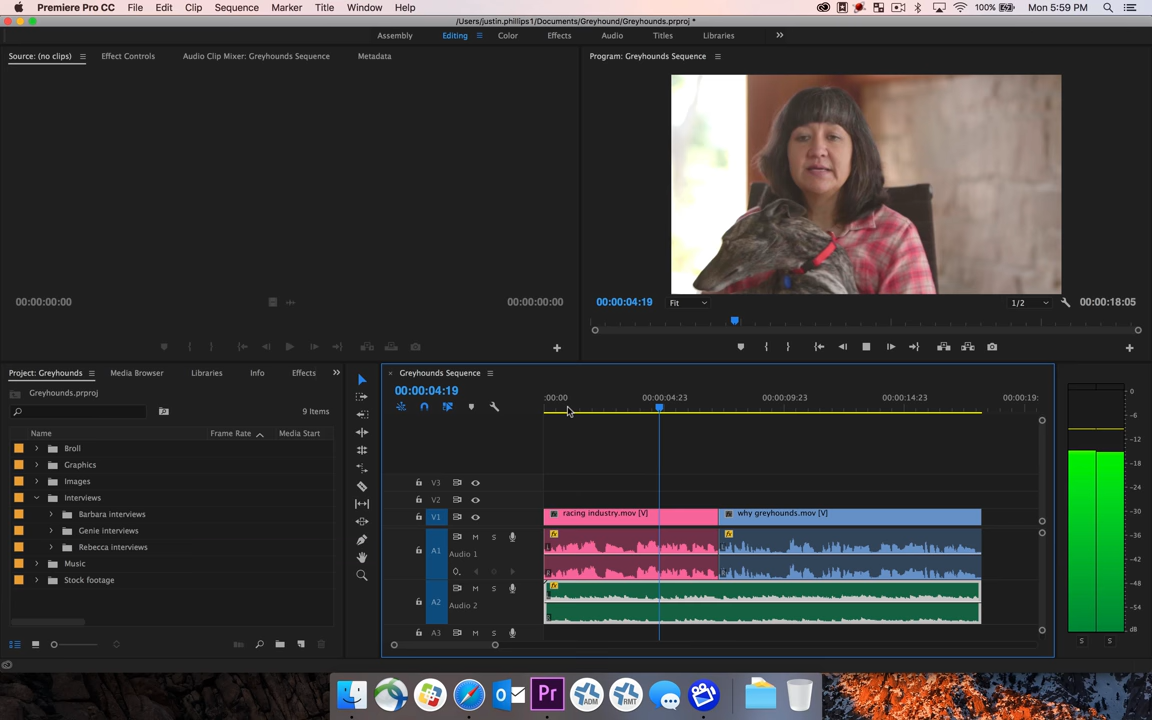 Premiere Pro CC File Edit Clip Sequence Marker Title Window Help 100% Mon 5:59 PM
/Users/justin.phillips1/Documents/Greyhound/Greyhounds.prproj *
Assembly Editing Color Effects Audio Titles Libraries
Source: (no clips) Effect Controls Audio Clip Mixer: Greyhounds Sequence Metadata Program: Greyhounds Sequence
00:00:00:00 00:00:00:00 00:00:04:19 Fit 1/2 00:00:18:05
Project: Greyhounds Media Browser Libraries Info Effects
Greyhounds.prproj
9 Items
Name Frame Rate Media Start
Broll
Graphics
Images
Interviews
Barbara interviews
Genie interviews
Rebecca interviews
Music
Stock footage
Greyhounds Sequence
00:00:04:19
:00:00 00:00:04:23 00:00:09:23 00:00:14:23 00:00:19:
V3
V2
V1 racing industry.mov [V] why greyhounds.mov [V]
A1 M S
Audio 1
A2 M S
Audio 2
A3 M S
0
-6
-12
-18
-24
-30
-36
-42
-48
-54
dB
S S
Pr ADM RMT